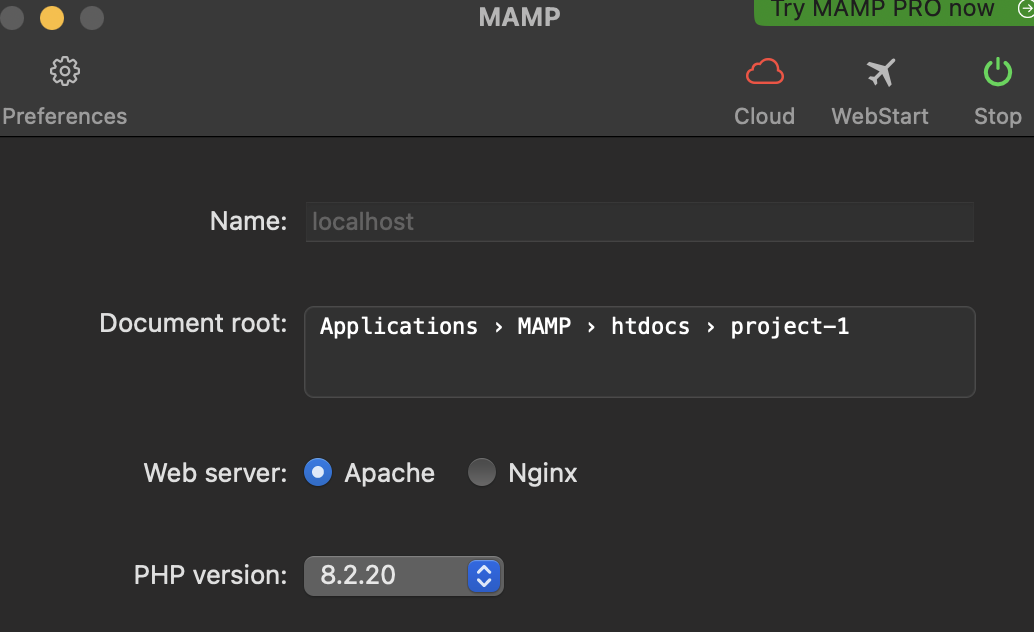 MAMP
Try MAMP PRO now
Preferences
Cloud
WebStart
Stop
Name: localhost
Document root: Applications › MAMP › htdocs › project-1
Web server: Apache Nginx
PHP version: 8.2.20